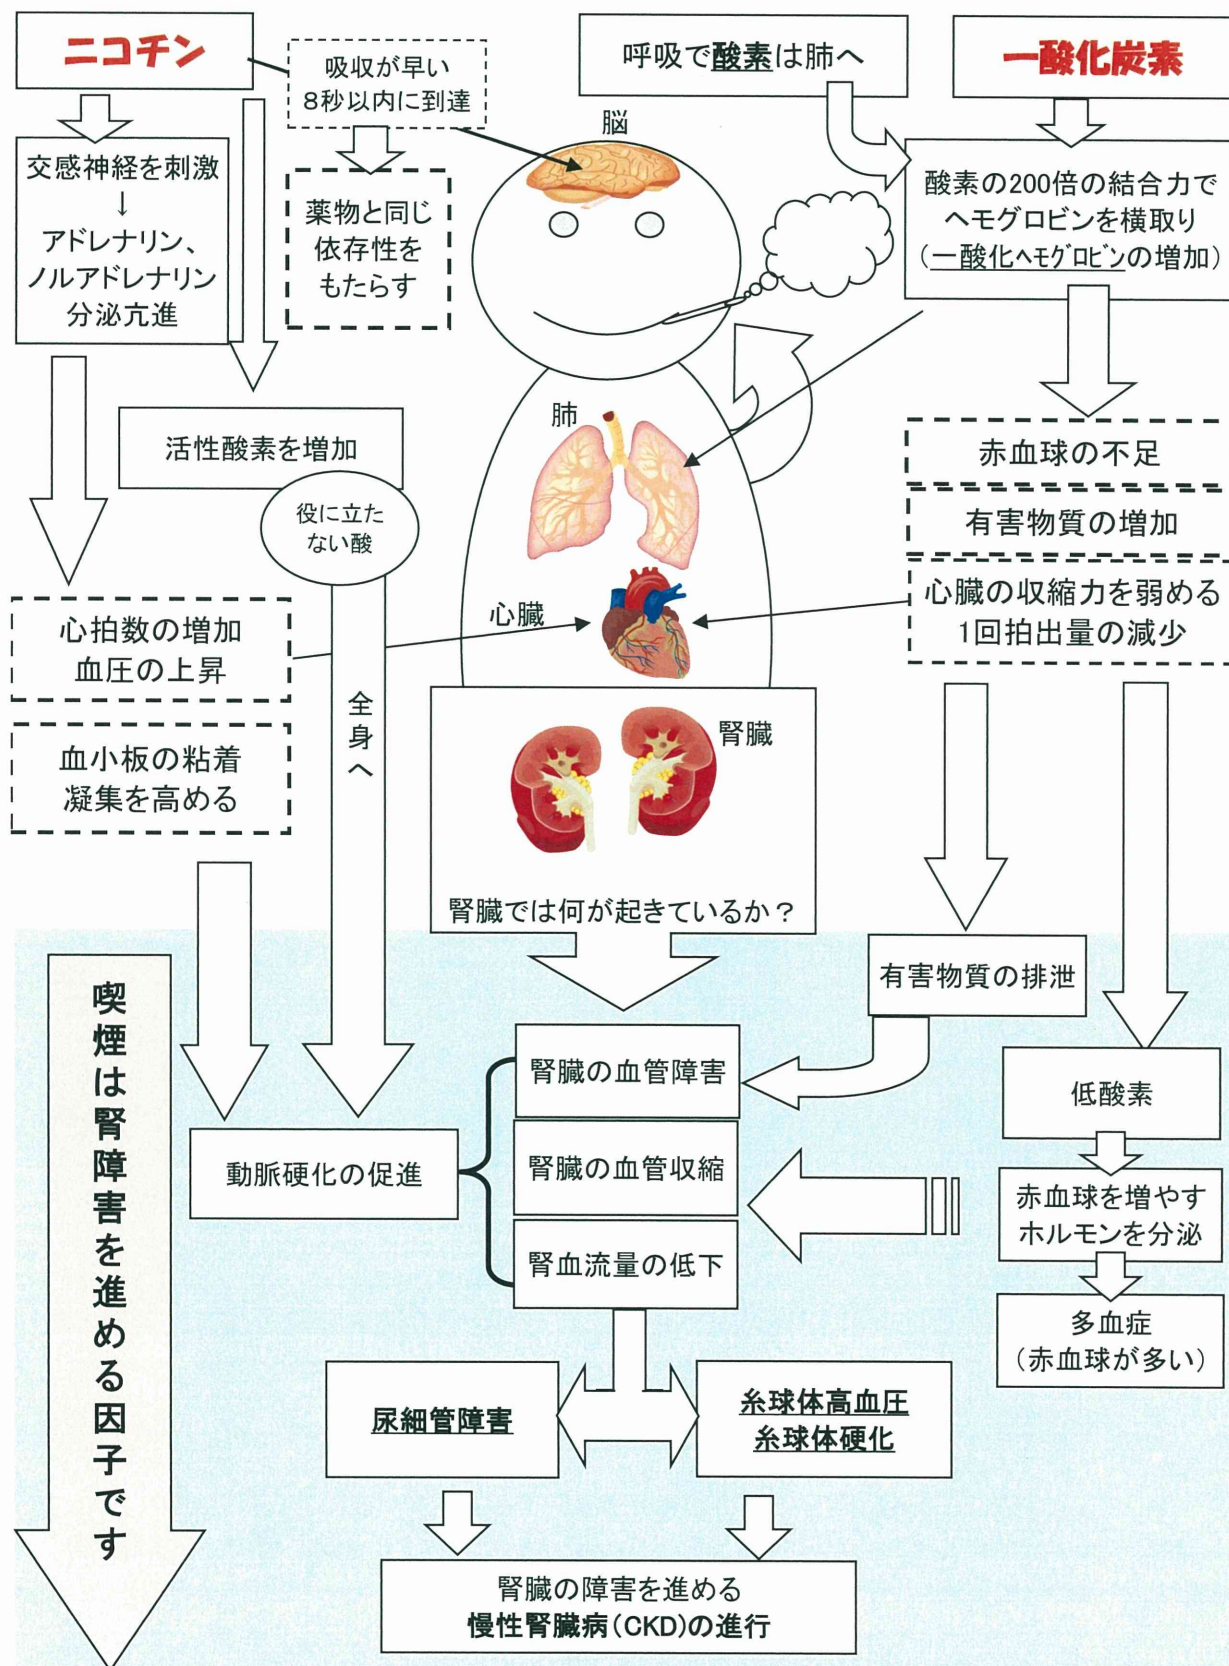 ニコチン
吸収が早い
8秒以内に到達
呼吸で酸素は肺へ
一酸化炭素
交感神経を刺激
↓
アドレナリン、
ノルアドレナリン
分泌亢進
薬物と同じ
依存性を
もたらす
脳
酸素の200倍の結合力で
ヘモグロビンを横取り
(一酸化ヘモグロビンの増加)
活性酸素を増加
役に立た
ない酸
肺
赤血球の不足
有害物質の増加
心臓の収縮力を弱める
1回拍出量の減少
心拍数の増加
血圧の上昇
心臓
全身へ
血小板の粘着
凝集を高める
腎臓
腎臓では何が起きているか？
有害物質の排泄
喫煙は腎障害を進める因子です
腎臓の血管障害
低酸素
動脈硬化の促進
腎臓の血管収縮
赤血球を増やす
ホルモンを分泌
腎血流量の低下
多血症
(赤血球が多い)
尿細管障害
糸球体高血圧
糸球体硬化
腎臓の障害を進める
慢性腎臓病(CKD)の進行